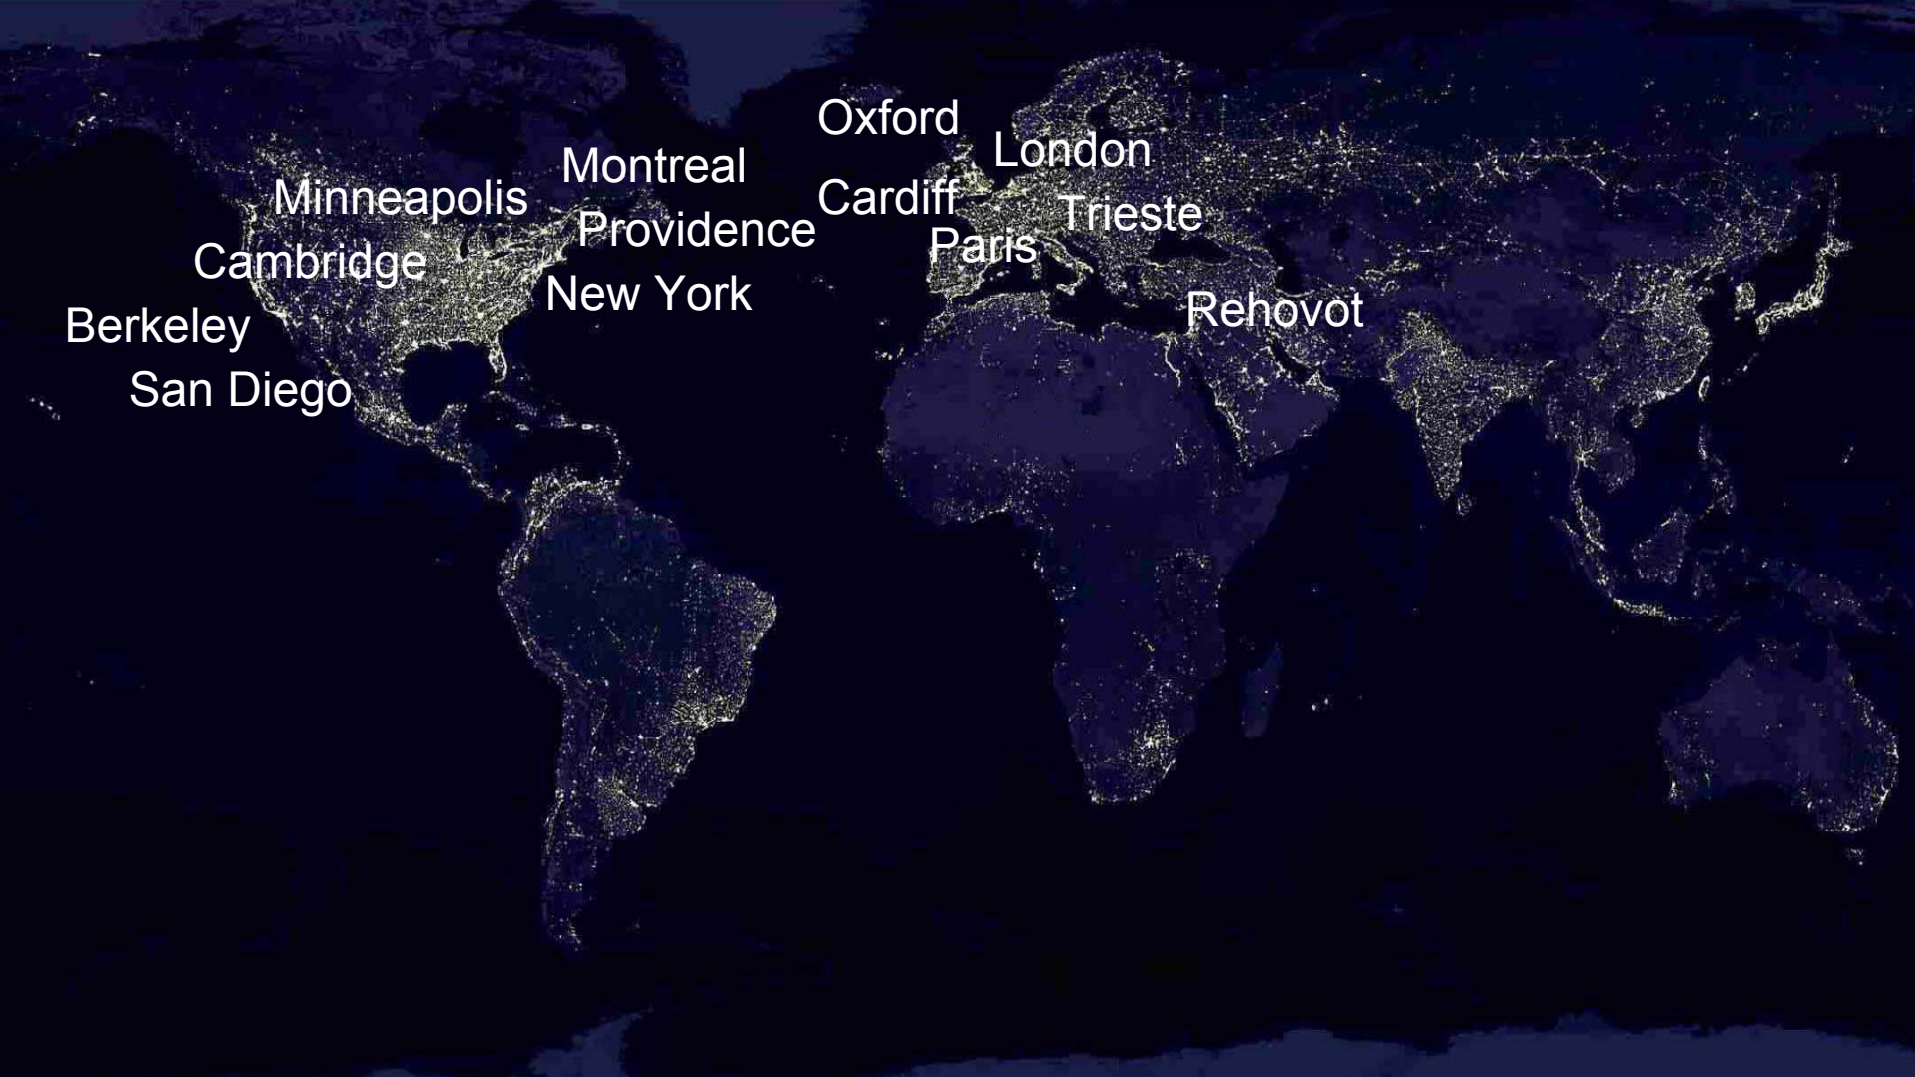 Oxford
London
Montreal
Minneapolis
Cardiff
Trieste
Providence
Paris
Cambridge
New York
Rehovot
Berkeley
San Diego